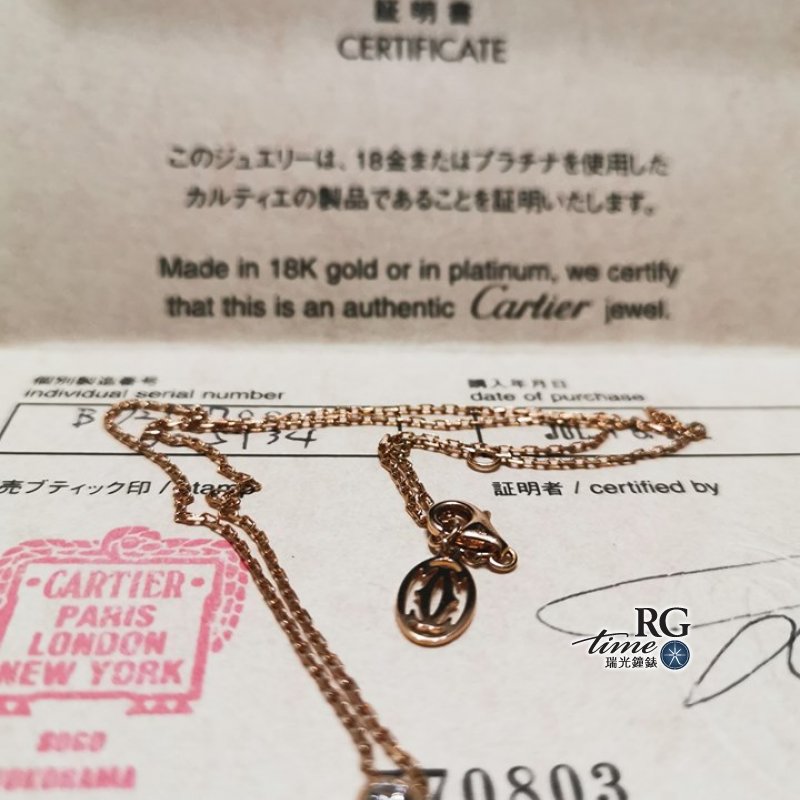 証明書
CERTIFICATE
このジュエリーは、18金またはプラチナを使用した
カルティエの製品であることを証明いたします。
Made in 18K gold or in platinum, we certify
that this is an authentic Cartier jewel.
個別製造番号
individual serial number
購入年月日
date of purchase
売ブティック印 / stamp
証明者 / certified by
CARTIER
PARIS
LONDON
NEW YORK
SOGO
YOKOHAMA
RG
time
瑞光鐘錶
70803